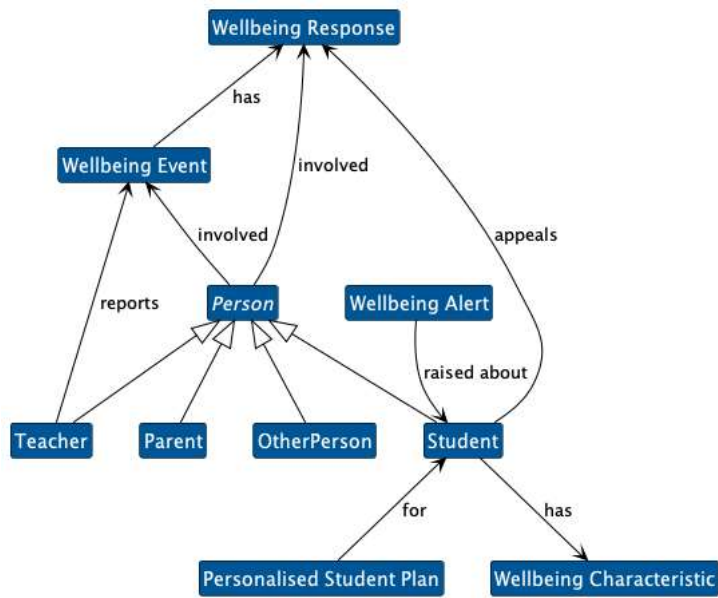 Wellbeing Response
has
Wellbeing Event
involved
involved
appeals
reports
Person
Wellbeing Alert
raised about
Teacher
Parent
OtherPerson
Student
for
has
Personalised Student Plan
Wellbeing Characteristic